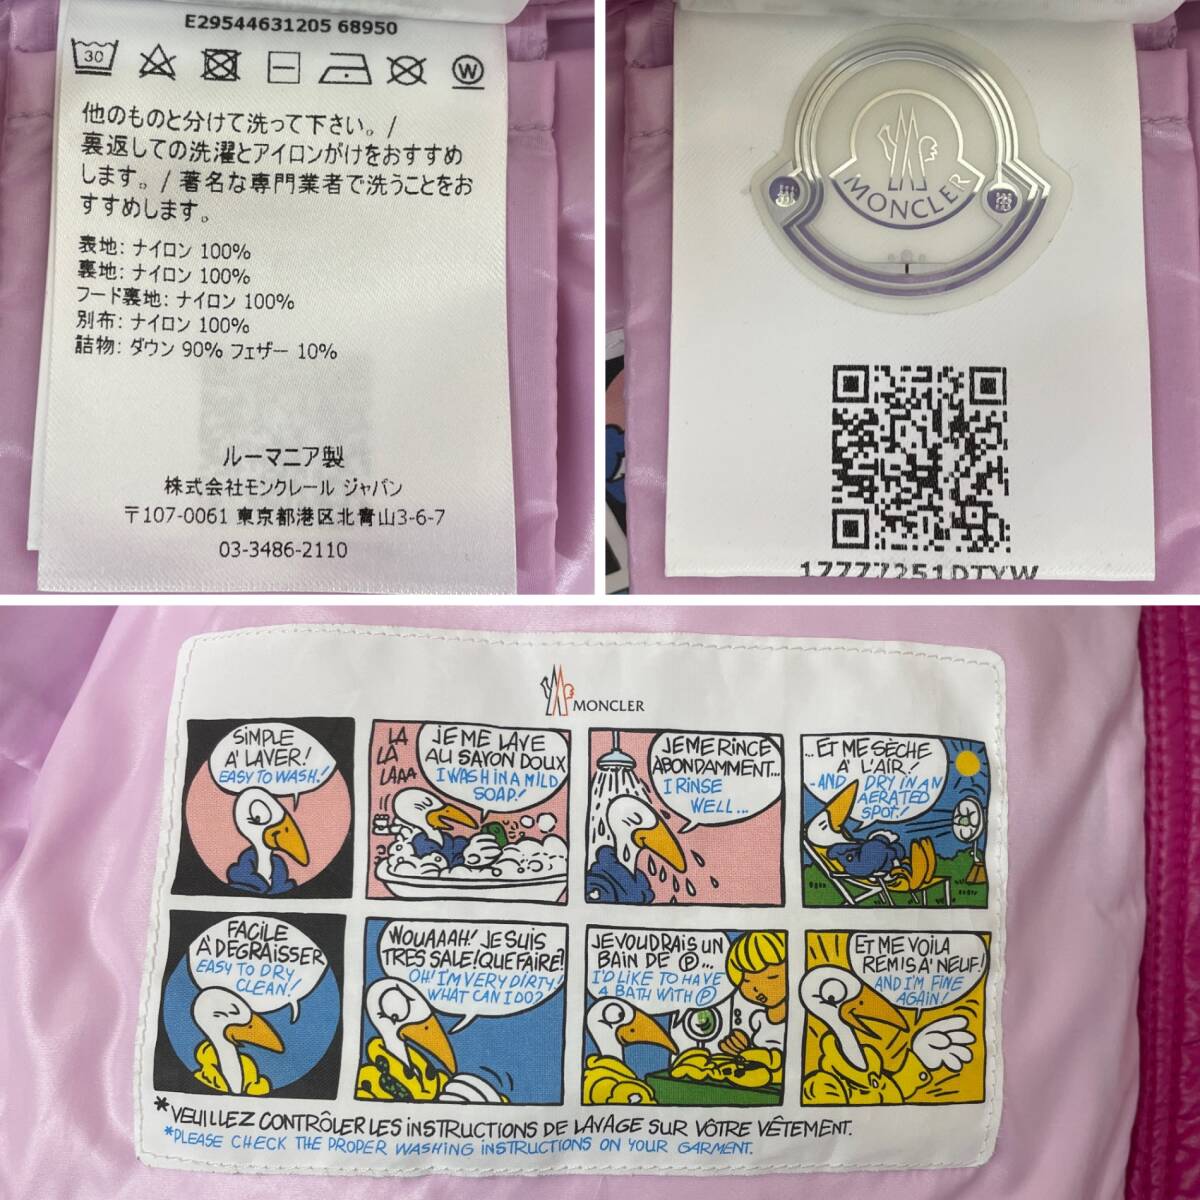 E29544631205 68950
30
W
他のものと分けて洗って下さい。/
裏返しての洗濯とアイロンがけをおすすめ
します。/ 著名な専門業者で洗うことをお
すすめします。
表地: ナイロン 100%
裏地: ナイロン 100%
フード裏地: ナイロン 100%
別布: ナイロン 100%
詰物: ダウン 90% フェザー 10%
ルーマニア製
株式会社モンクレール ジャパン
〒107-0061 東京都港区北青山3-6-7
03-3486-2110
MONCLER
MONCLER
SIMPLE
A' LAVER!
EASY TO WASH!
LA
LA
LAAA
JE ME LAVE
AU SAVON DOUX
I WASH IN A MILD
SOAP!
JE ME RINCE
ABONDAMMENT...
I RINSE
WELL...
...ET ME SÈCHE
A' L'AIR!
-AND DRY IN AN
AERATED
SPOT!
FACILE
A' DEGRAISSER
EASY TO DRY
CLEAN!
WOUAAAH! JE SUIS
TRES SALE! QUE FAIRE?
OH! I'M VERY DIRTY!
WHAT CAN I DO?
JE VOUDRAIS UN
BAIN DE Ⓟ...
I'D LIKE TO HAVE
A BATH WITH Ⓟ
ET ME VOILA
REMIS A' NEUF!
AND I'M FINE
AGAIN!
*VEUILLEZ CONTRÔLER LES INSTRUCTIONS DE LAVAGE SUR VÔTRE VÊTEMENT.
*PLEASE CHECK THE PROPER WASHING INSTRUCTIONS ON YOUR GARMENT.